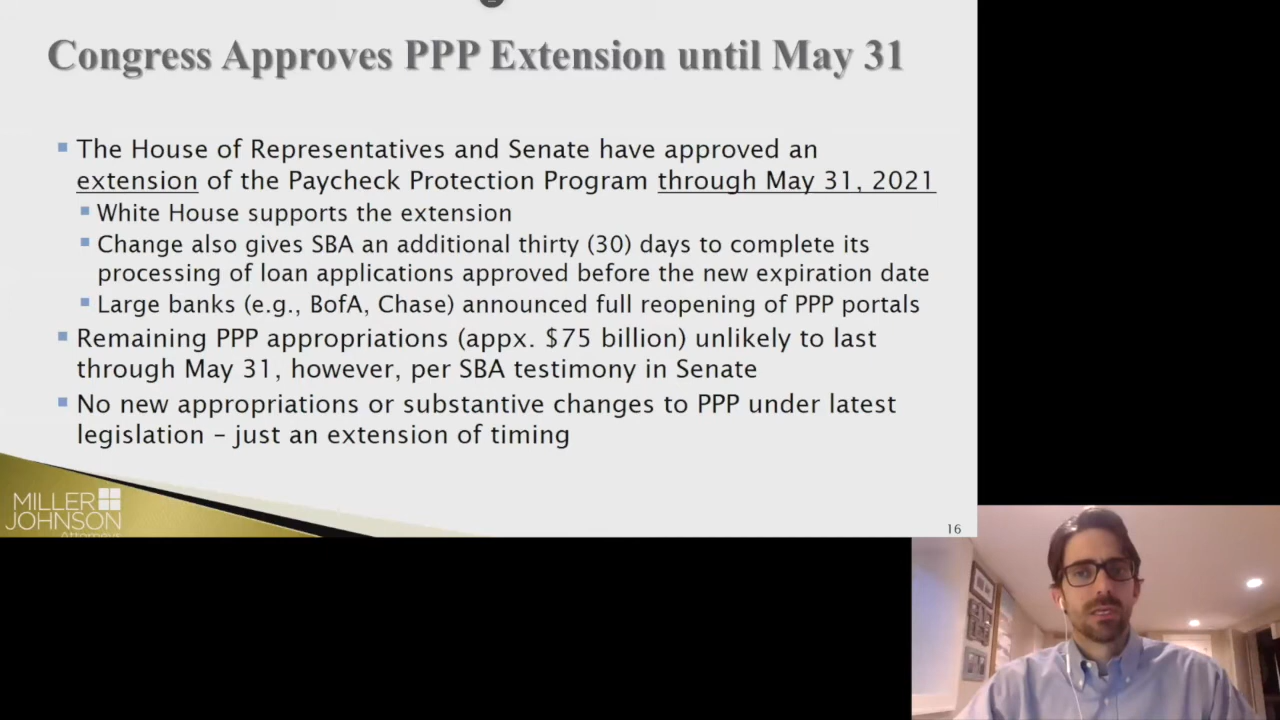 Congress Approves PPP Extension until May 31
The House of Representatives and Senate have approved an
extension of the Paycheck Protection Program through May 31, 2021
White House supports the extension
Change also gives SBA an additional thirty (30) days to complete its
processing of loan applications approved before the new expiration date
Large banks (e.g., BofA, Chase) announced full reopening of PPP portals
Remaining PPP appropriations (appx. $75 billion) unlikely to last
through May 31, however, per SBA testimony in Senate
No new appropriations or substantive changes to PPP under latest
legislation – just an extension of timing
MILLER
JOHNSON
Attorneys
16